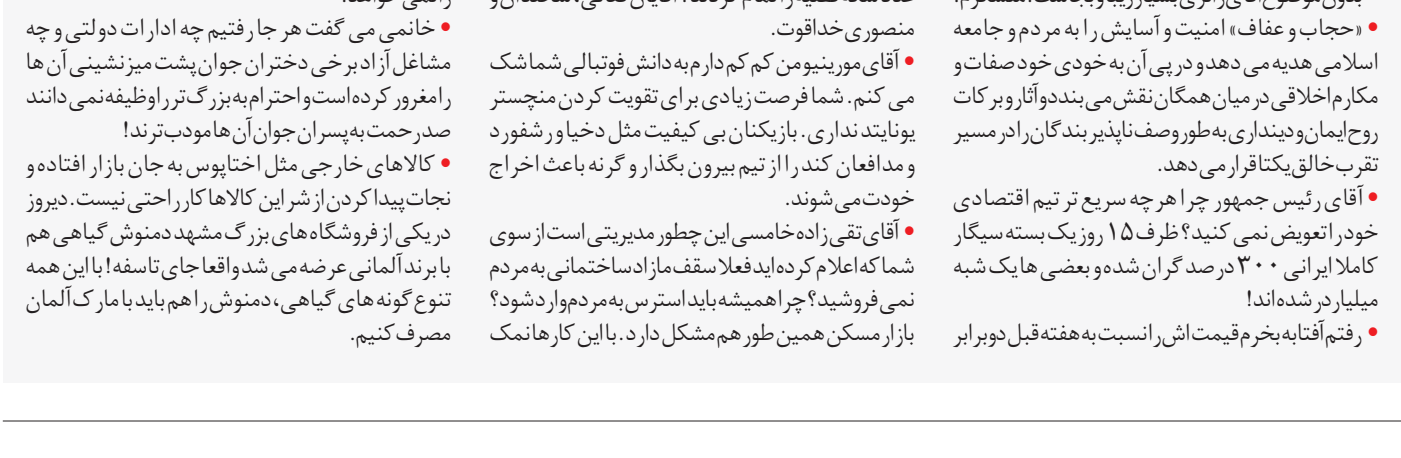 • «حجاب و عفاف» امنیت و آسایش را به مردم و جامعه
اسلامی هدیه می دهد و در پی آن به خودی خود صفات و
مکارم اخلاقی در میان همگان نقش می بندد و آثار و برکات
روح ایمان و دینداری به طور وصف ناپذیر بندگان را در مسیر
تقرب خالق یکتا قرار می دهد.
• آقای رئیس جمهور چرا هر چه سریع تر تیم اقتصادی
خود را تعویض نمی کنید؟ ظرف ۱۵ روز یک بسته سیگار
کاملا ایرانی ۳۰۰ درصد گران شده و بعضی ها یک شبه
میلیاردر شده اند!
• رفتم آفتابه بخرم قیمت اش را نسبت به هفته قبل دو برابر
منصوری خداقوت.
• آقای مورینیو من کم کم دارم به دانش فوتبالی شما شک
می کنم. شما فرصت زیادی برای تقویت کردن منچستر
یونایتد نداری. بازیکنان بی کیفیت مثل دخیا و رشفورد
و مدافعان کند را از تیم بیرون بگذار و گرنه باعث اخراج
خودت می شوند.
• آقای تقی زاده خامسی این چطور مدیریتی است از سوی
شما که اعلام کرده اید فعلا سقف مازاد ساختمانی به مردم
نمی فروشید؟ چرا همیشه باید استرس به مردم وارد شود؟
بازار مسکن همین طور هم مشکل دارد. با این کارها نمک
• خانمی می گفت هر جا رفتیم چه ادارات دولتی و چه
مشاغل آزاد برخی دختران جوان پشت میز نشینی آن ها
را مغرور کرده است و احترام به بزرگ تر را وظیفه نمی دانند
صد رحمت به پسران جوان آن ها مودب ترند!
• کالاهای خارجی مثل اختاپوس به جان بازار افتاده و
نجات پیدا کردن از شر این کالاها کار راحتی نیست. دیروز
در یکی از فروشگاه های بزرگ مشهد دمنوش گیاهی هم
با برند آلمانی عرضه می شد واقعا جای تاسفه! با این همه
تنوع گونه های گیاهی، دمنوش را هم باید با مارک آلمان
مصرف کنیم.